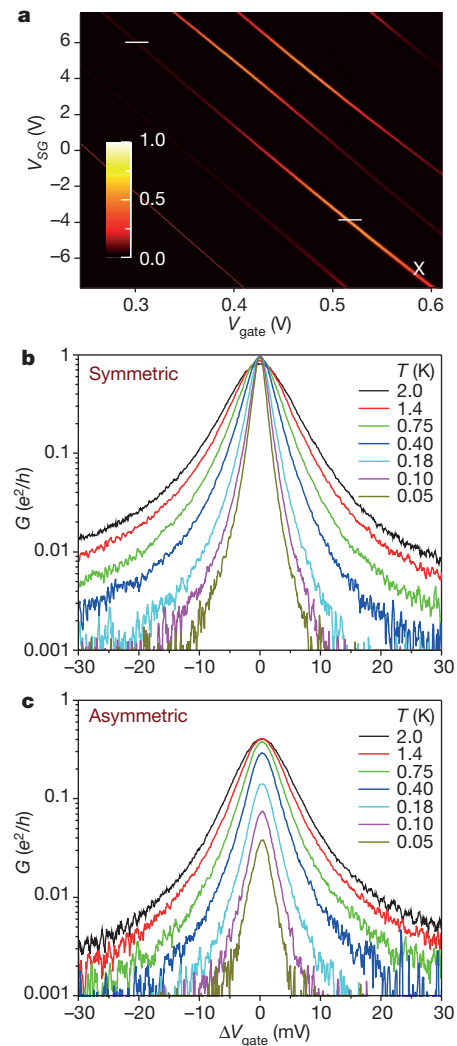 a
6
4
2
0
−2
−4
−6
V_SG (V)
1.0
0.5
0.0
X
0.3 0.4 0.5 0.6
V_gate (V)
b
1
0.1
0.01
0.001
G (e²/h)
Symmetric
T (K)
2.0
1.4
0.75
0.40
0.18
0.10
0.05
−30 −20 −10 0 10 20 30
c
1
0.1
0.01
0.001
G (e²/h)
Asymmetric
T (K)
2.0
1.4
0.75
0.40
0.18
0.10
0.05
−30 −20 −10 0 10 20 30
ΔV_gate (mV)